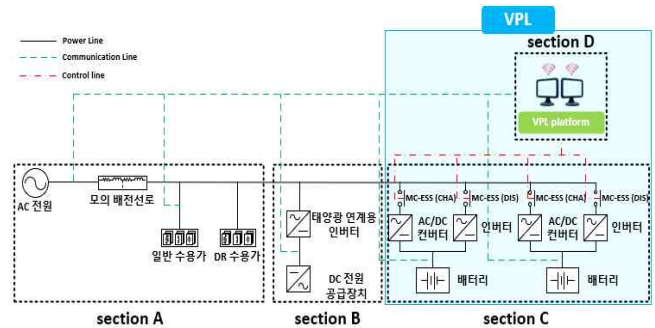 VPL
section D
Power Line
Communication Line
Control line
VPL platform
AC 전원
모의 배전선로
일반 수용가
DR 수용가
태양광 연계용
인버터
DC 전원
공급장치
MC-ESS (CHA)
MC-ESS (DIS)
MC-ESS (CHA)
MC-ESS (DIS)
AC/DC
컨버터
인버터
AC/DC
컨버터
인버터
배터리
배터리
section A
section B
section C